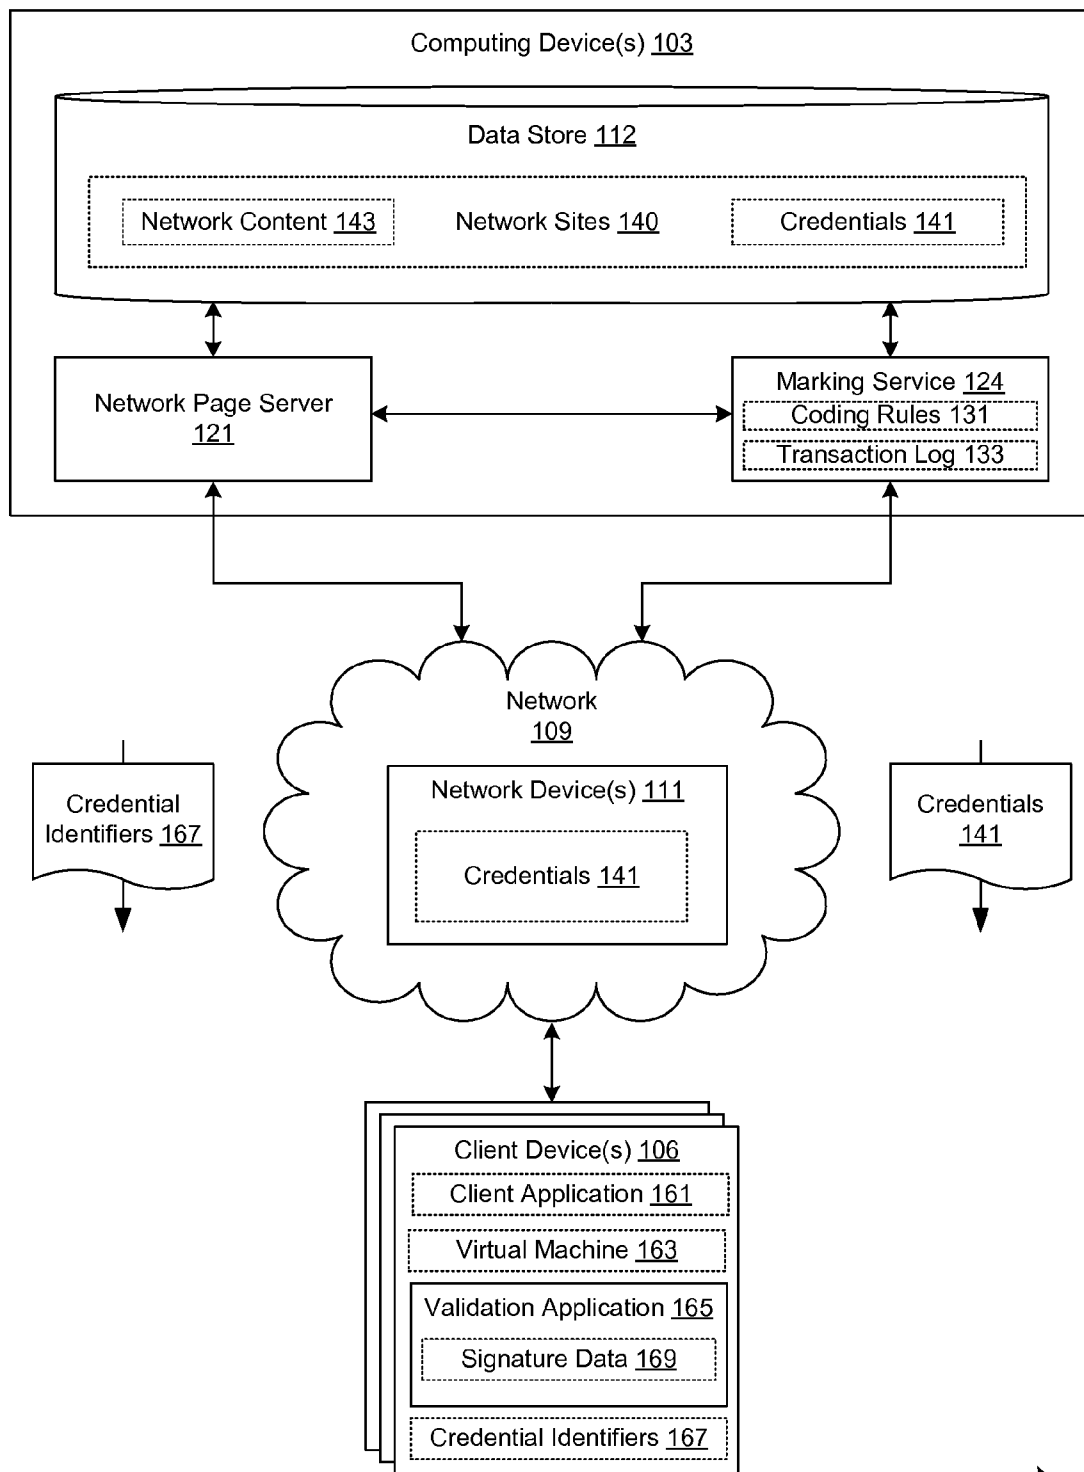 Computing Device(s) 103
Data Store 112
Network Content 143
Network Sites 140
Credentials 141
Network Page Server
121
Marking Service 124
Coding Rules 131
Transaction Log 133
Network
109
Network Device(s) 111
Credentials 141
Credential
Identifiers 167
Credentials
141
Client Device(s) 106
Client Application 161
Virtual Machine 163
Validation Application 165
Signature Data 169
Credential Identifiers 167